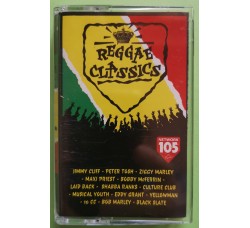 REGGAE
CLASSICS
NETWORK
105
JIMMY CLIFF - PETER TOSH - ZIGGY MARLEY
- MAXI PRIEST - BOBBY McFERRIN -
LAID BACK - SHABBA RANKS - CULTURE CLUB
- MUSICAL YOUTH - EDDY GRANT - YELLOWMAN
- 10 CC - BOB MARLEY - BLACK SLATE